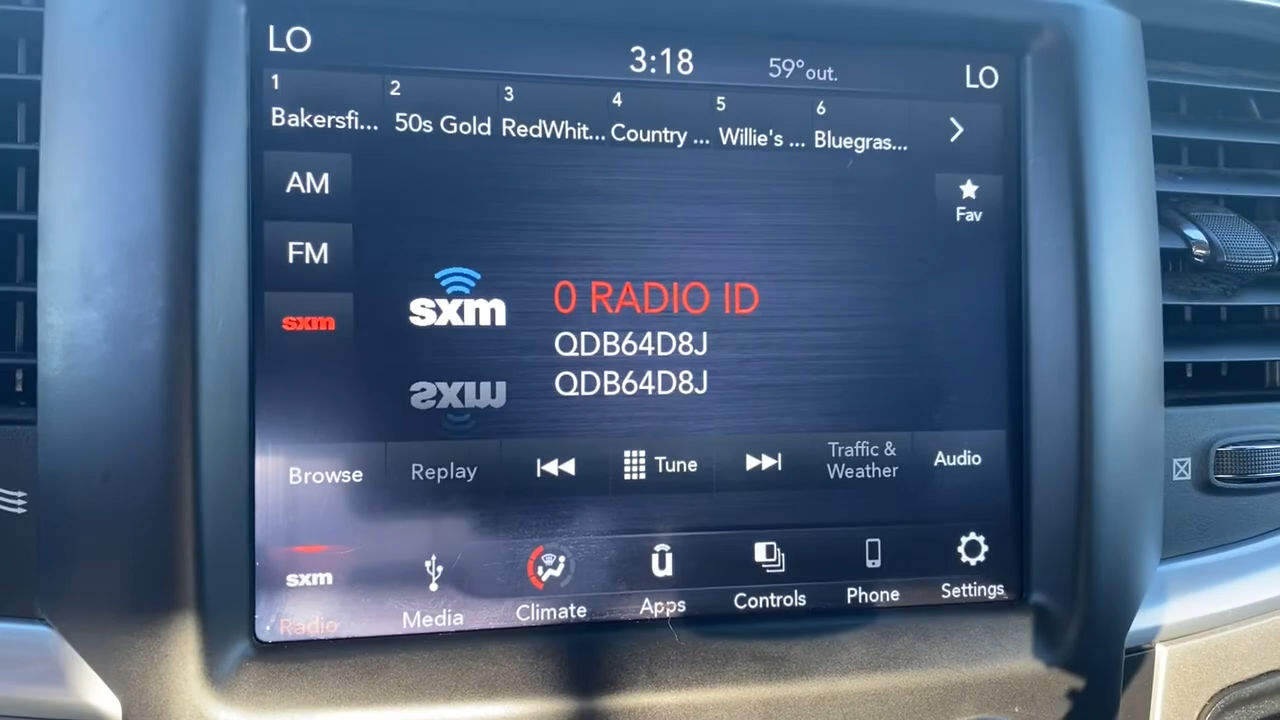 LO
3:18
59° out.
LO
1
Bakersfi...
2
50s Gold
3
RedWhit...
4
Country ...
5
Willie's ...
6
Bluegras...
AM
FM
sxm
Fav
sxm
0 RADIO ID
QDB64D8J
QDB64D8J
sxm
Browse
Replay
Tune
Traffic &
Weather
Audio
sxm
Radio
Media
Climate
Apps
Controls
Phone
Settings